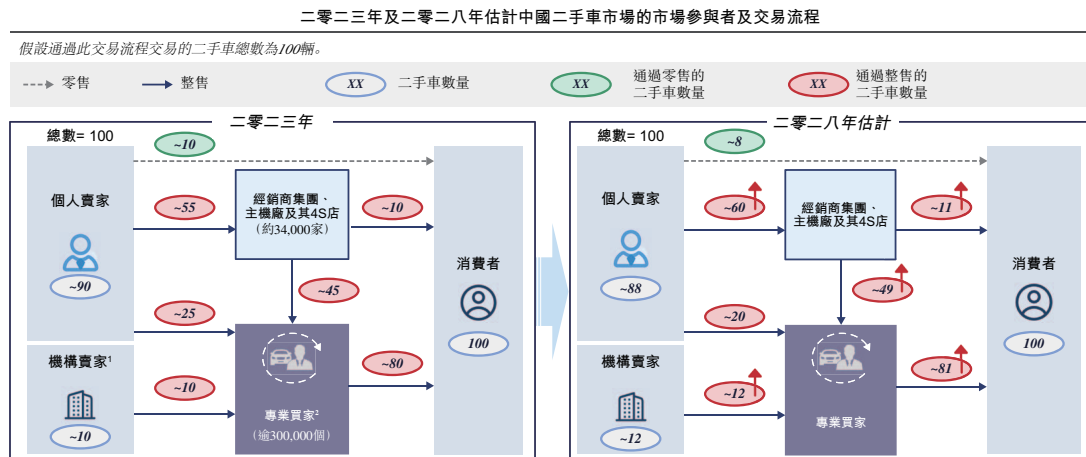 二零二三年及二零二八年估計中國二手車市場的市場參與者及交易流程
假設通過此交易流程交易的二手車總數為100輛。
零售
整售
XX
二手車數量
XX
通過零售的
二手車數量
XX
通過整售的
二手車數量
二零二三年
總數= 100
~10
個人賣家
~90
~55
經銷商集團、
主機廠及其4S店
(約34,000家)
~10
~45
~25
機構賣家1
~10
~10
專業買家2
(逾300,000個)
~80
消費者
100
二零二八年估計
總數= 100
~8
個人賣家
~88
~60
經銷商集團、
主機廠及其4S店
~11
~49
~20
機構賣家
~12
~12
專業買家
~81
消費者
100